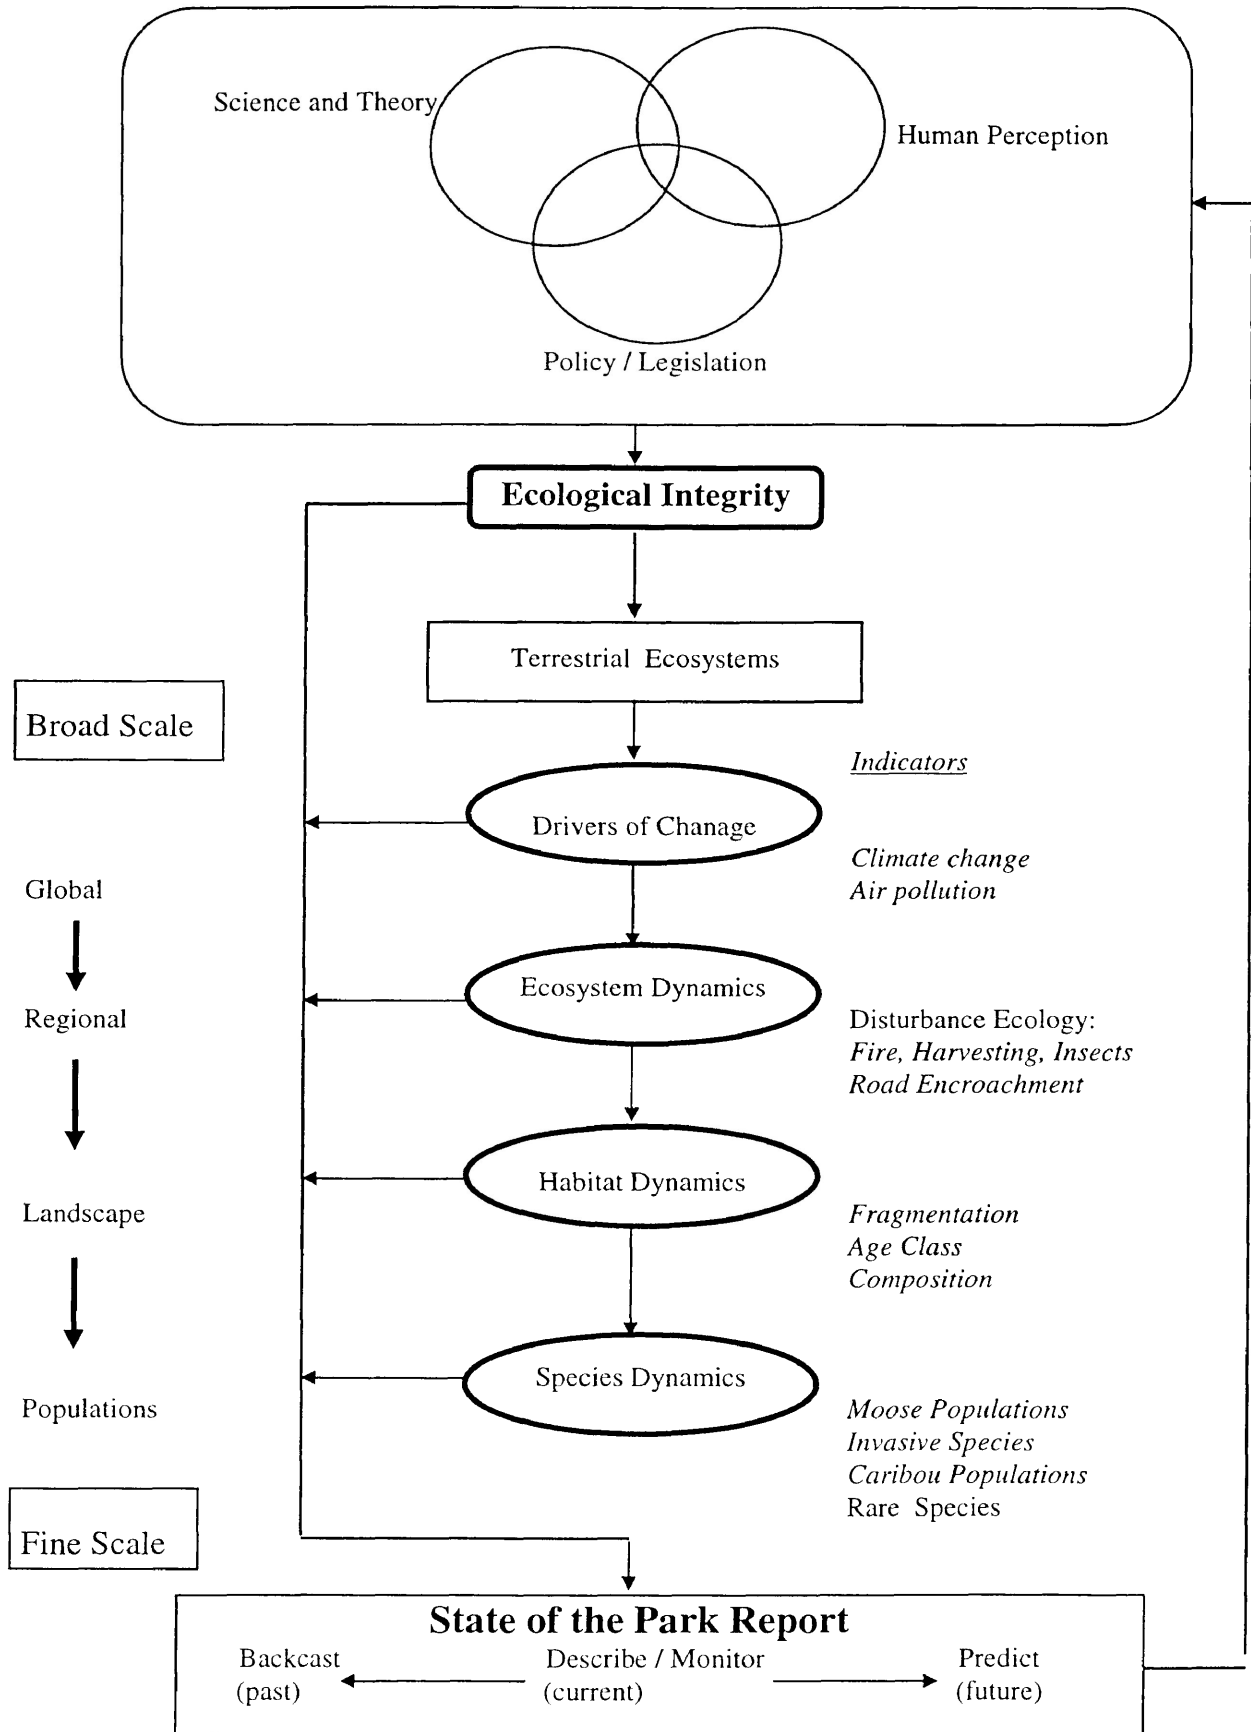 Science and Theory
Human Perception
Policy / Legislation
Ecological Integrity
Terrestrial Ecosystems
Broad Scale
Indicators
Drivers of Chanage
Climate change
Global
Air pollution
Ecosystem Dynamics
Regional
Disturbance Ecology:
Fire, Harvesting, Insects
Road Encroachment
Habitat Dynamics
Landscape
Fragmentation
Age Class
Composition
Species Dynamics
Populations
Moose Populations
Invasive Species
Caribou Populations
Rare Species
Fine Scale
State of the Park Report
Backcast
(past)
Describe / Monitor
(current)
Predict
(future)